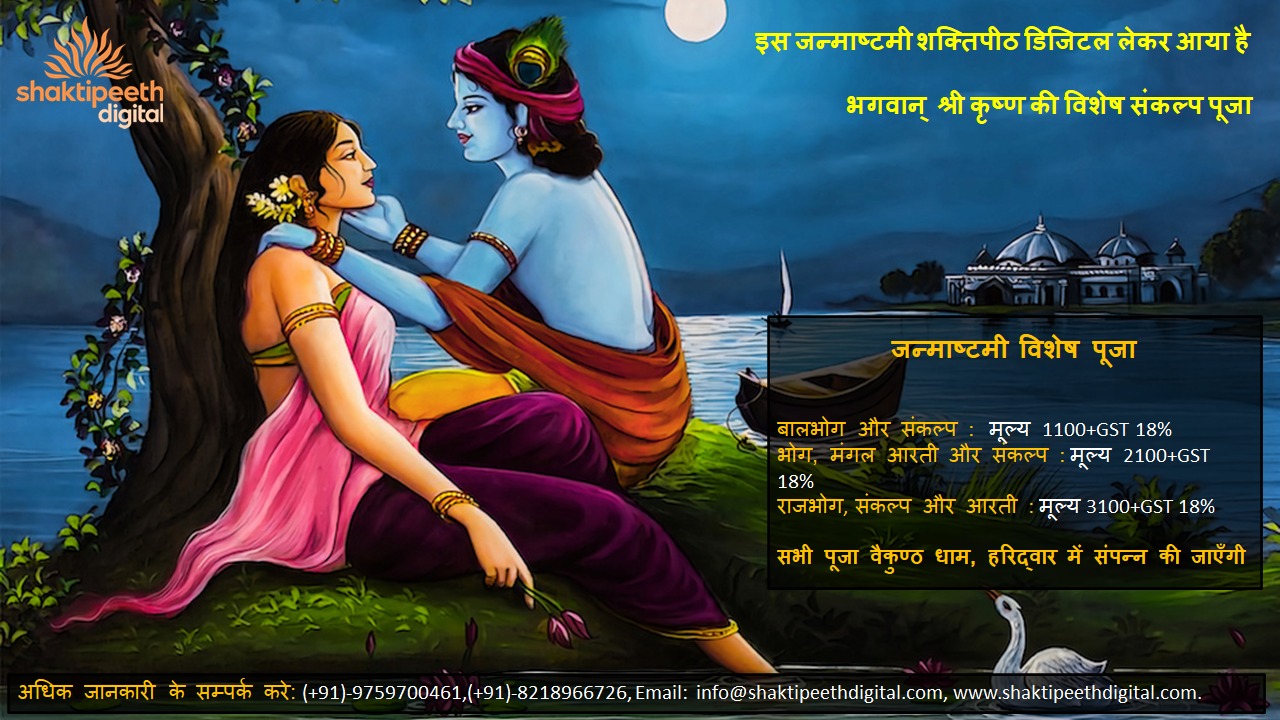 shaktipeeth
digital
इस जन्माष्टमी शक्तिपीठ डिजिटल लेकर आया है
भगवान् श्री कृष्ण की विशेष संकल्प पूजा
जन्माष्टमी विशेष पूजा
बालभोग और संकल्प : मूल्य 1100+GST 18%
भोग, मंगल आरती और संकल्प : मूल्य 2100+GST
18%
राजभोग, संकल्प और आरती : मूल्य 3100+GST 18%
सभी पूजा वैकुण्ठ धाम, हरिद्वार में संपन्न की जाएँगी
अधिक जानकारी के सम्पर्क करे: (+91)-9759700461,(+91)-8218966726, Email: info@shaktipeethdigital.com, www.shaktipeethdigital.com.